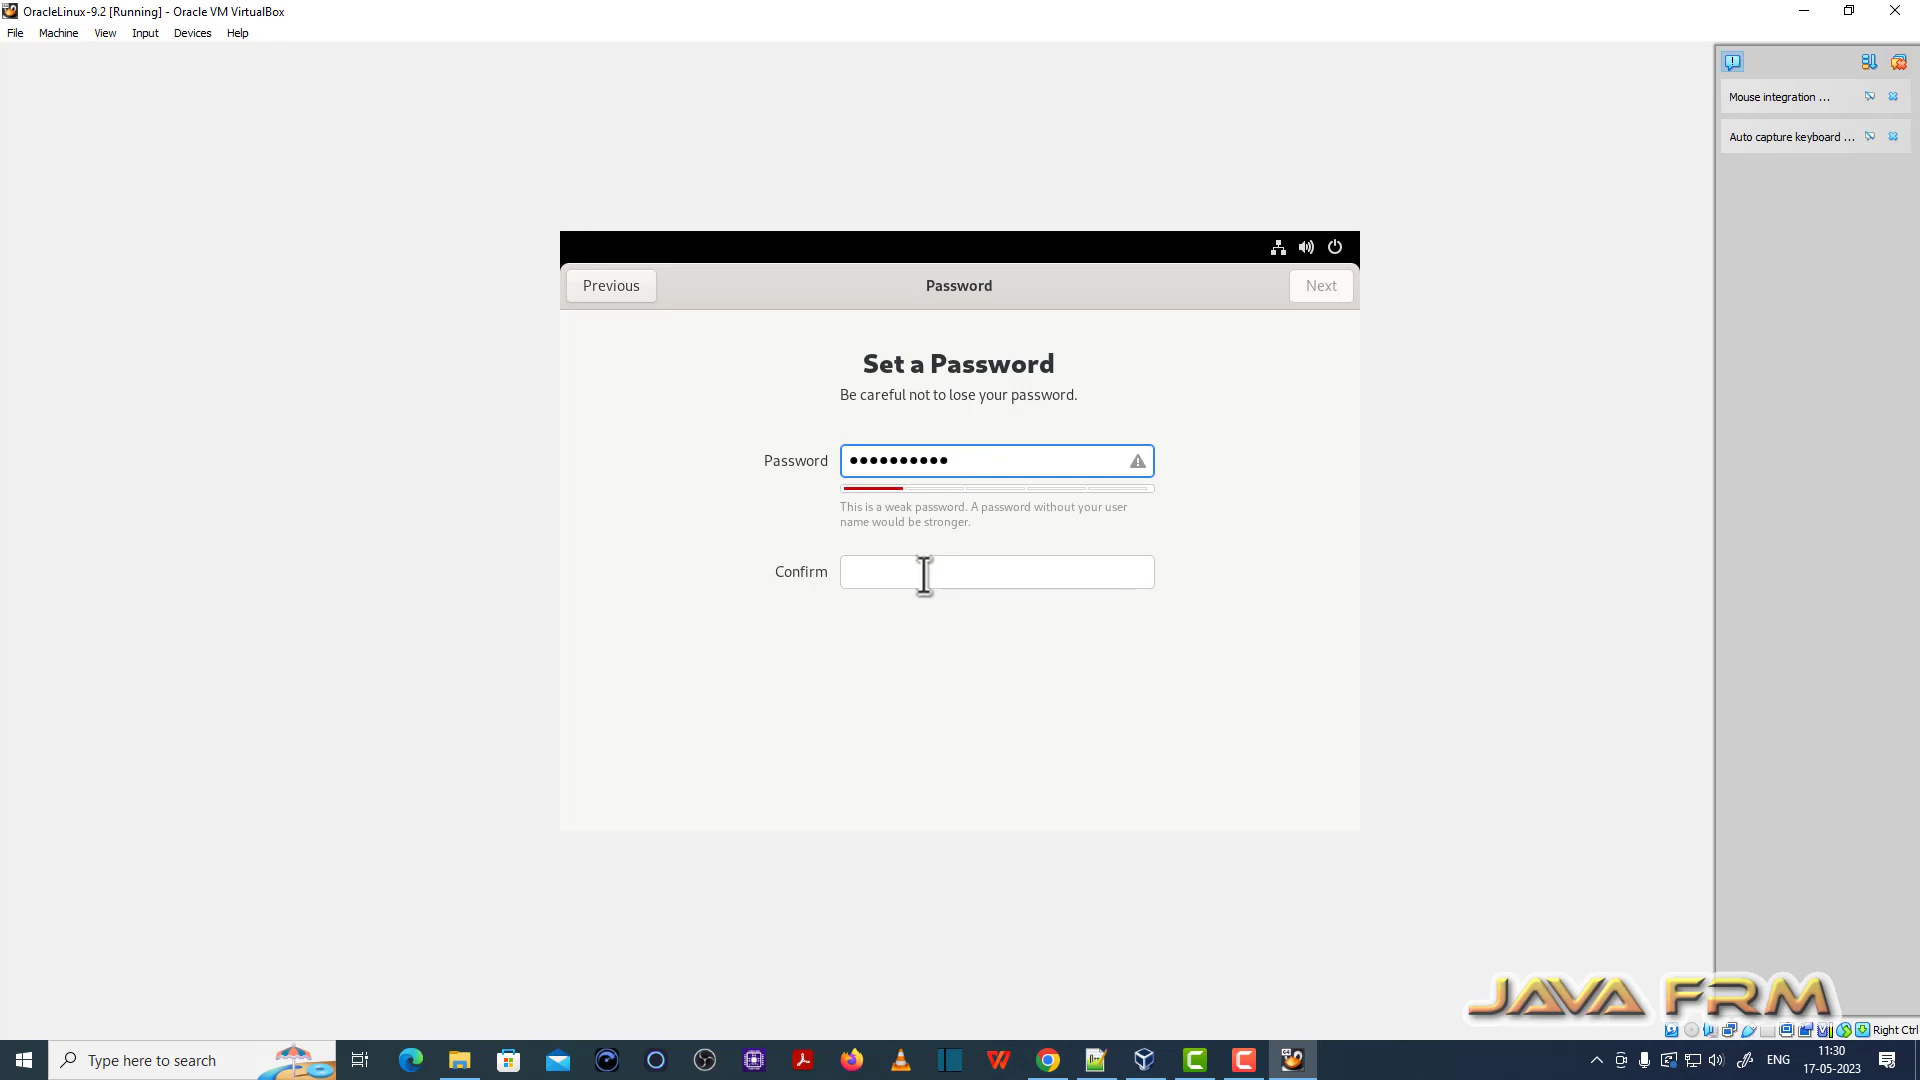 OracleLinux-9.2 [Running] - Oracle VM VirtualBox
File Machine View Input Devices Help
Mouse integration ...
Auto capture keyboard ...
Previous
Password
Next
Set a Password
Be careful not to lose your password.
Password
This is a weak password. A password without your user
name would be stronger.
Confirm
JAVA FRM
Right Ctrl
Type here to search
ENG
11:30
17-05-2023